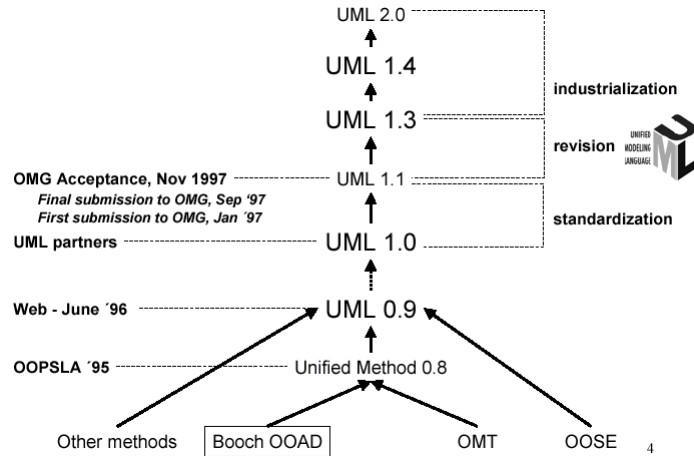 UML 2.0
UML 1.4
industrialization
UML 1.3
revision
UNIFIED
MODELING
LANGUAGE
UML
OMG Acceptance, Nov 1997
UML 1.1
Final submission to OMG, Sep ‘97
First submission to OMG, Jan ´97
standardization
UML partners
UML 1.0
Web - June ´96
UML 0.9
OOPSLA ´95
Unified Method 0.8
Other methods
Booch OOAD
OMT
OOSE
4